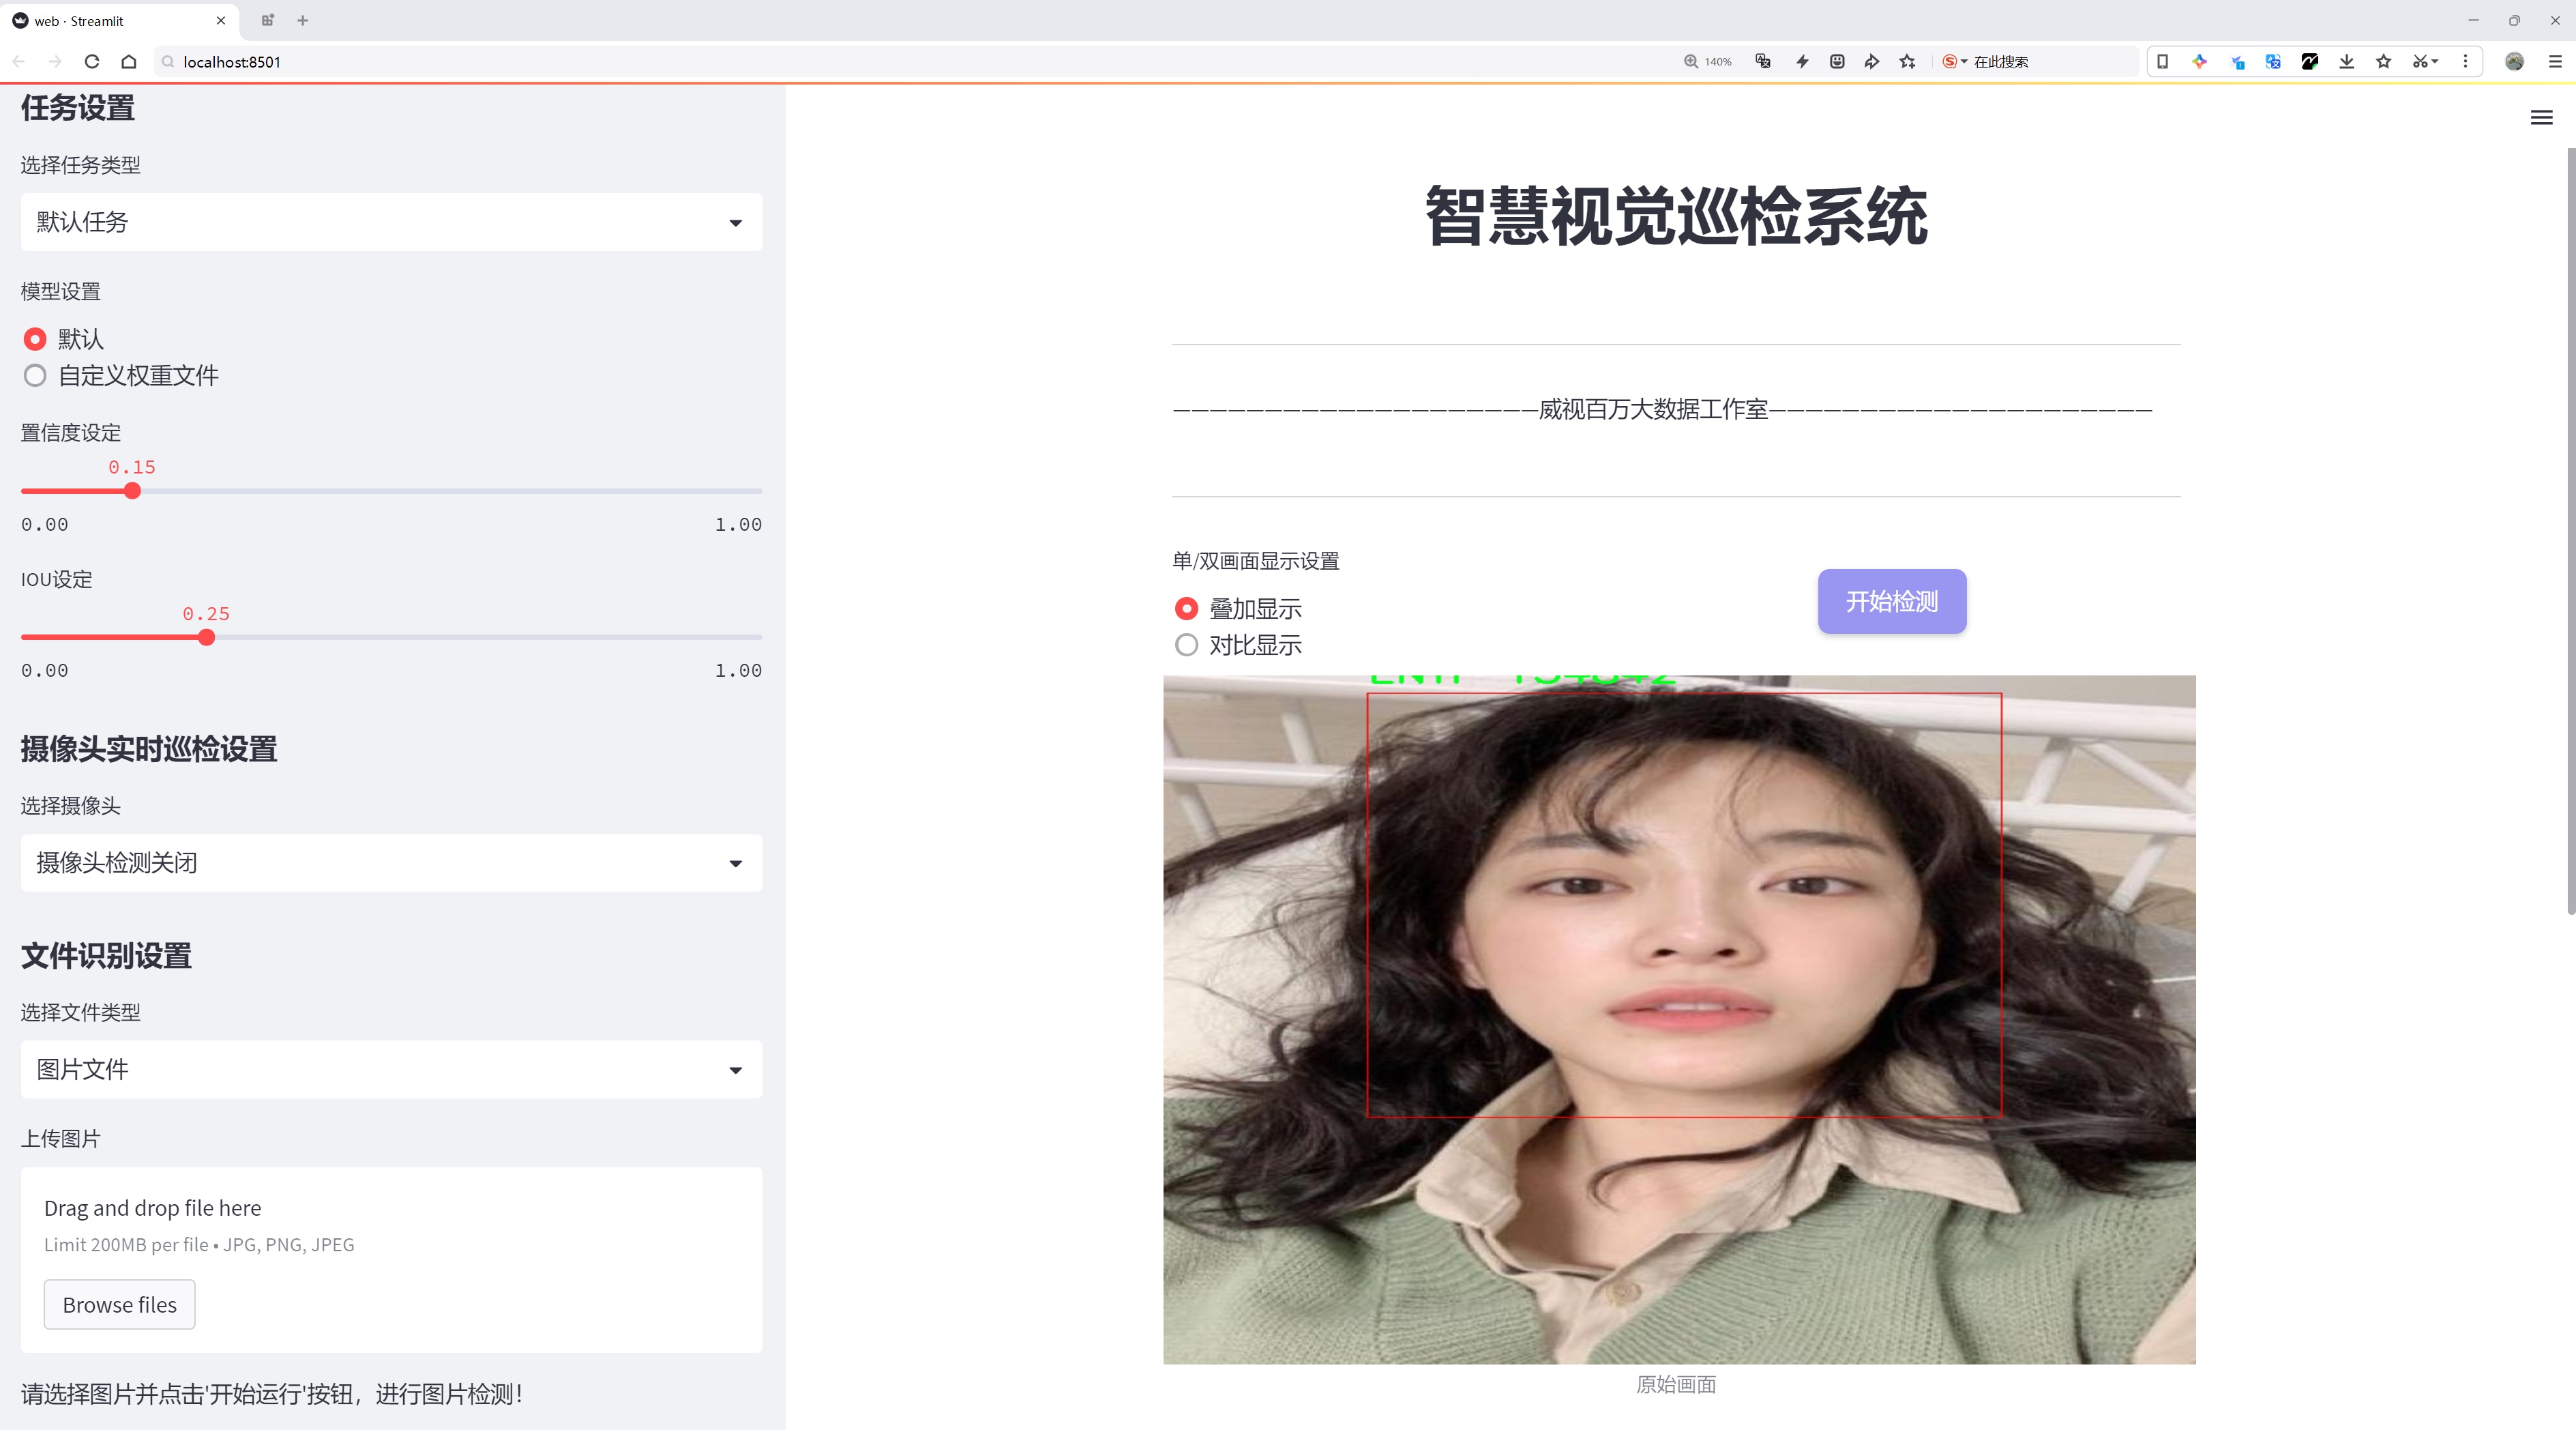 web · Streamlit
localhost:8501
140%
在此搜索
任务设置
选择任务类型
默认任务
模型设置
默认
自定义权重文件
置信度设定
0.15
0.00 1.00
IOU设定
0.25
0.00 1.00
摄像头实时巡检设置
选择摄像头
摄像头检测关闭
文件识别设置
选择文件类型
图片文件
上传图片
Drag and drop file here
Limit 200MB per file • JPG, PNG, JPEG
Browse files
请选择图片并点击'开始运行'按钮，进行图片检测！
智慧视觉巡检系统
—————————————————————威视百万大数据工作室——————————————————————
单/双画面显示设置
叠加显示
对比显示
开始检测
原始画面